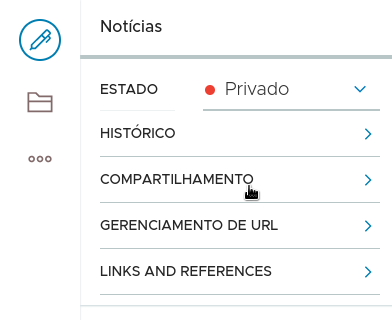 Notícias
ESTADO
Privado
HISTÓRICO
COMPARTILHAMENTO
GERENCIAMENTO DE URL
LINKS AND REFERENCES